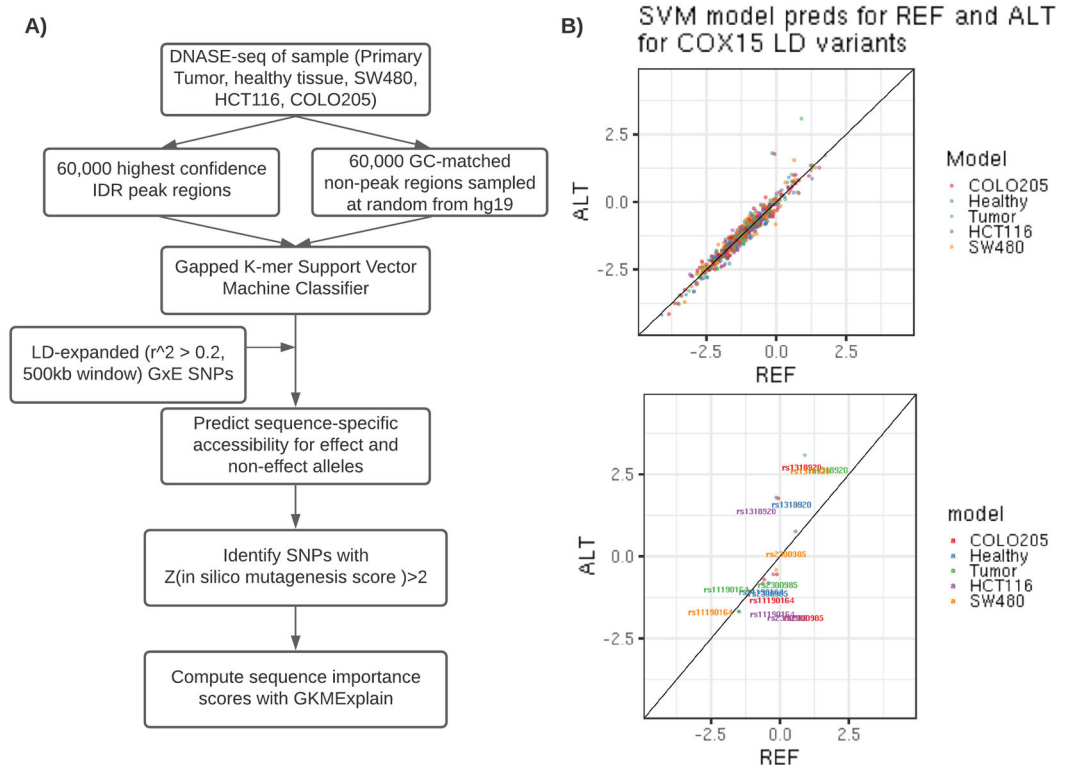 A)
DNASE-seq of sample (Primary
Tumor, healthy tissue, SW480,
HCT116, COLO205)
60,000 highest confidence
IDR peak regions
60,000 GC-matched
non-peak regions sampled
at random from hg19
Gapped K-mer Support Vector
Machine Classifier
LD-expanded (r^2 > 0.2,
500kb window) GxE SNPs
Predict sequence-specific
accessibility for effect and
non-effect alleles
Identify SNPs with
Z(in silico mutagenesis score )>2
Compute sequence importance
scores with GKMExplain
B)
SVM model preds for REF and ALT
for COX15 LD variants
ALT
2.5
0.0
-2.5
-2.5
0.0
2.5
REF
Model
COLO205
Healthy
Tumor
HCT116
SW480
ALT
2.5
0.0
-2.5
rs1318920
rs1318920
rs1318920
rs2300985
rs2300985
rs11190164
rs2300985
rs11190164
rs11190164
rs11190164
-2.5
0.0
2.5
REF
model
a COLO205
a Healthy
a Tumor
a HCT116
a SW480